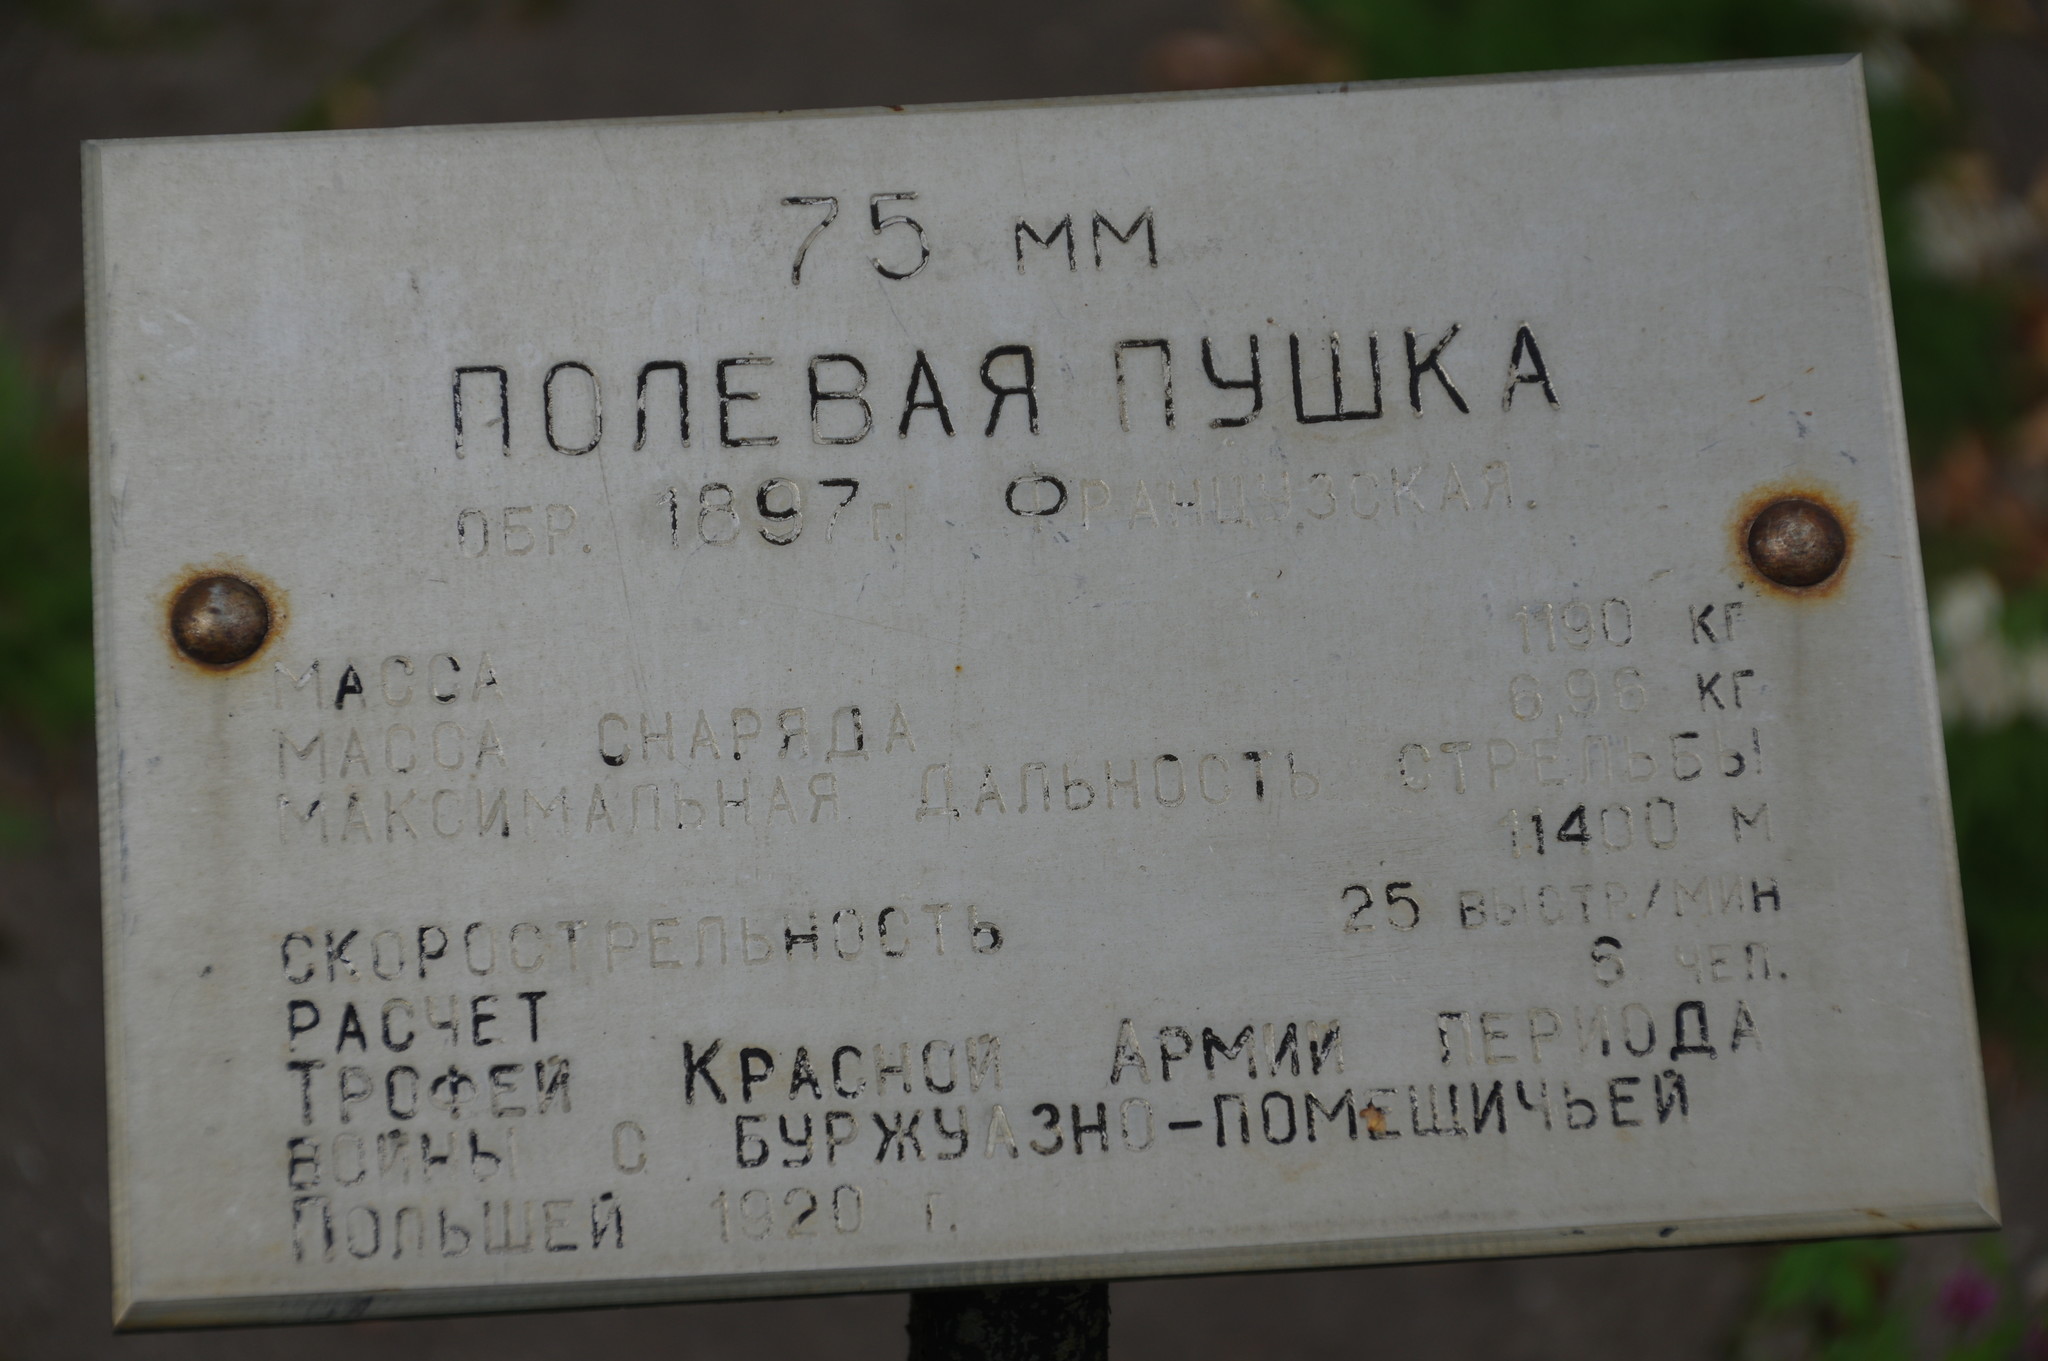 75 мм
ПОЛЕВАЯ ПУШКА
ОБР. 1897г. ФРАНЦУЗСКАЯ.
МАССА 1190 КГ
МАССА СНАРЯДА 6,96 КГ
МАКСИМАЛЬНАЯ ДАЛЬНОСТЬ СТРЕЛЬБЫ
11400 М
СКОРОСТРЕЛЬНОСТЬ 25 ВЫСТР./МИН
РАСЧЕТ 6 ЧЕЛ.
ТРОФЕЙ КРАСНОЙ АРМИИ ПЕРИОДА
ВОЙНЫ С БУРЖУАЗНО-ПОМЕЩИЧЬЕЙ
ПОЛЬШЕЙ 1920 г.